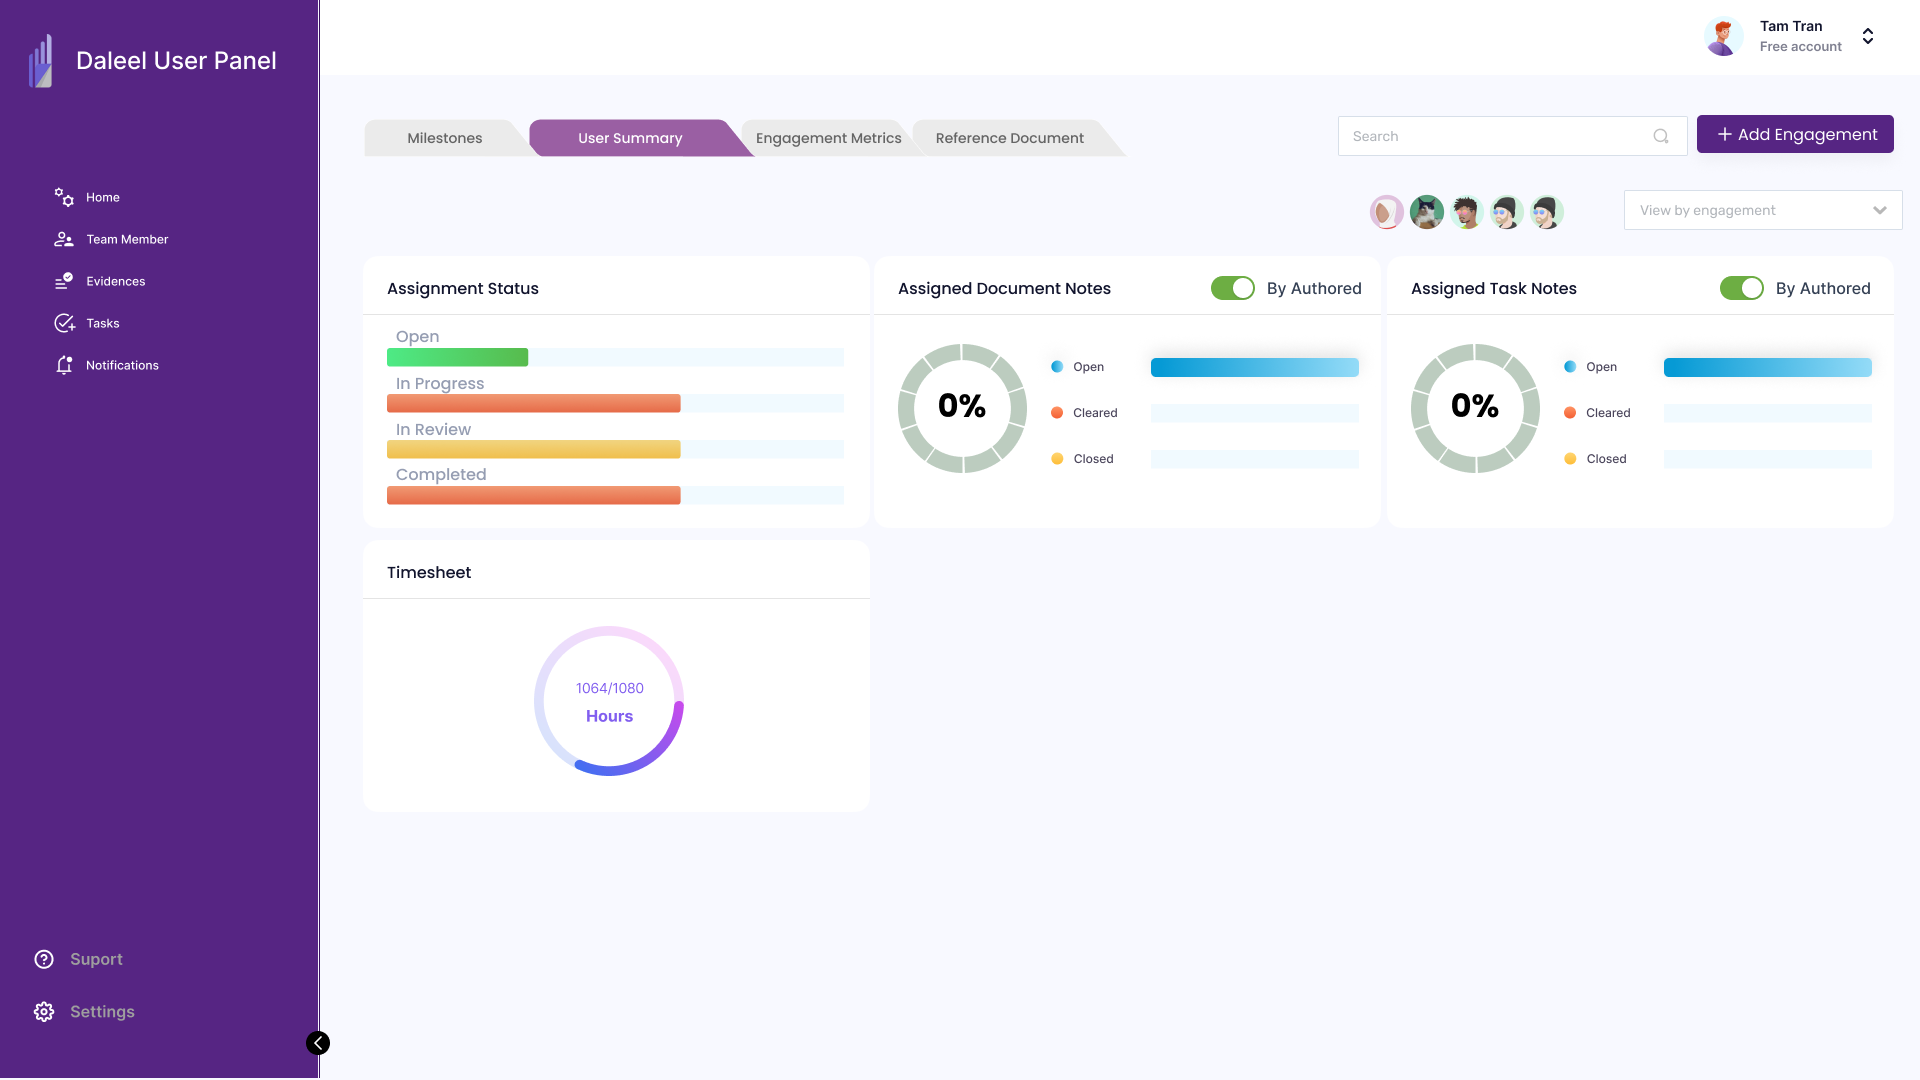 Daleel User Panel
Tam Tran
Free account
Milestones
User Summary
Engagement Metrics
Reference Document
Search
Add Engagement
Home
Team Member
Evidences
Tasks
Notifications
View by engagement
Assignment Status
Open
In Progress
In Review
Completed
Assigned Document Notes
By Authored
0%
Open
Cleared
Closed
Assigned Task Notes
By Authored
0%
Open
Cleared
Closed
Timesheet
1064/1080
Hours
Suport
Settings